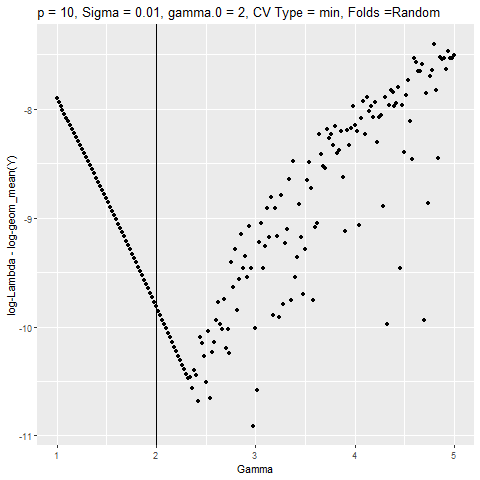 p = 10, Sigma = 0.01, gamma.0 = 2, CV Type = min, Folds =Random
log-Lambda - log-geom_mean(Y)
-8
-9
-10
-11
1 2 3 4 5
Gamma